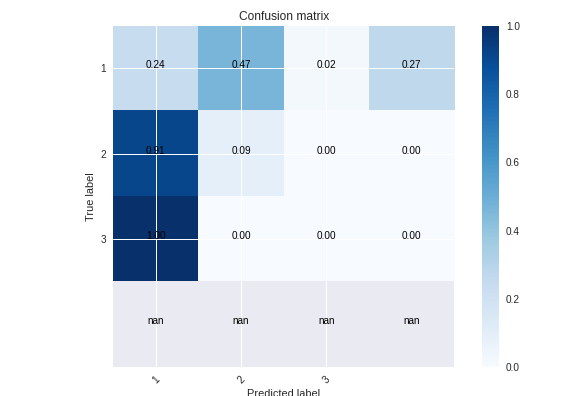 Confusion matrix
1.0
1
0.24 0.47 0.02 0.27
0.8
2
0.91 0.09 0.00 0.00
0.6
True label
3
1.00 0.00 0.00 0.00
0.4
0.2
nan nan nan nan
0.0
1 2 3
Predicted label